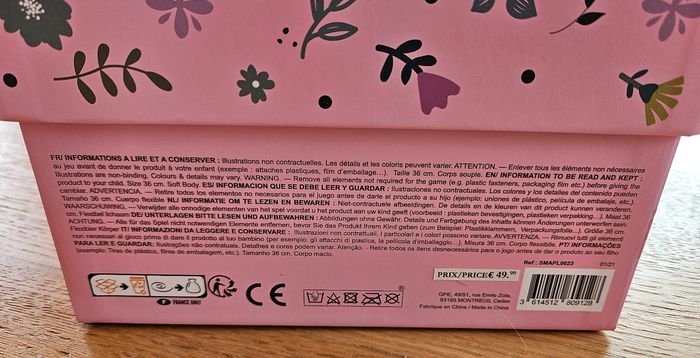 FR/ INFORMATIONS A LIRE ET A CONSERVER : Illustrations non contractuelles. Les détails et les coloris peuvent varier. ATTENTION. — Enlever tous les éléments non nécessaires
au jeu avant de donner le produit à votre enfant (exemple : attaches plastiques, film d'emballage...). Taille 36 cm. Corps souple. EN/ INFORMATION TO BE READ AND KEPT :
Illustrations are non-binding. Colours & details may vary. WARNING. — Remove all elements not required for the game (e.g. plastic fasteners, packaging film etc.) before giving the
product to your child. Size 36 cm. Soft Body. ES/ INFORMACION QUE SE DEBE LEER Y GUARDAR : Ilustraciones no contractuales. Los colores y los detalles del contenido pueden
cambiar. ADVERTENCIA. — Retire todos los elementos no necesarios para el juego antes de dar el producto a su hijo (ejemplo: uniones de plástico, película de embalaje, etc.).
Tamaño 36 cm. Cuerpo flexible NL/ INFORMATIE OM TE LEZEN EN BEWAREN : Niet-contractuele afbeeldingen. De details en de kleuren van dit product kunnen veranderen.
WAARSCHUWING. — Verwijder alle onnodige elementen van het spel voordat u het product aan uw kind geeft (voorbeeld : plastieken bevestigingen, plastieken verpakking...). Maat 36
cm. Flexibel lichaam DE/ UNTERLAGEN BITTE LESEN UND AUFBEWAHREN: Abbildungen ohne Gewähr. Details und Farbgebung des Inhalts Können Änderungen unterworfen sein.
ACHTUNG. — Alle für das Spiel nicht notwendigen Elemente entfernen, bevor Sie das Produkt Ihrem Kind geben (zum Beispiel: Plastikklammern, Verpackungsfolie...). Größe 36 cm.
Flexibler Körper IT/ INFORMAZIONI DA LEGGERE E CONSERVARE : Illustrazioni non contrattuali. I particolari e i colori possono variare. AVVERTENZA. — Rimuovi tutti gli elementi
non necessari al gioco prima di dare il prodotto al tuo bambino (per esempio: gli attacchi di plastica, la pellicola d'imballaggio...). Misura 36 cm. Corpo flessibile. PT/ INFORMAÇÕES
PARA LER E GUARDAR: Ilustrações não contratuais. Detalhes e cores podem variar. Atenção - Retire todos os itens desnecessários para o jogo antes de dar o produto ao seu filho
(exemplo: Tiras de plástico, filme de embalagem, etc.). Tamanho 36 cm. Corpo macio.
Ref : SMAPL0023 01/21
PRIX/PRICE € 49.99
FRANCE ONLY
CE
GPE, 49/51, rue Emile Zola,
93189 MONTREUIL Cedex
Fabriqué en Chine / Made in China
3 614512 809128